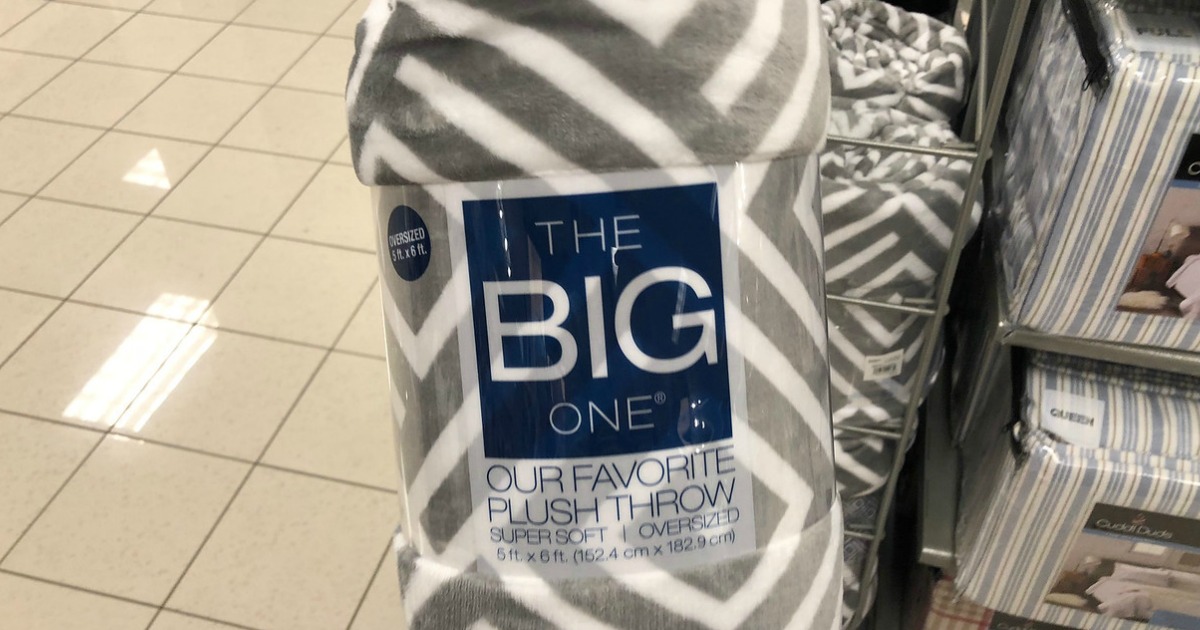 OVERSIZED
5 ft. x 6 ft.
THE
BIG
ONE®
OUR FAVORITE
PLUSH THROW
SUPER SOFT | OVERSIZED
5 ft. x 6 ft. (152.4 cm x 182.9 cm)
FULL
QUEEN
Cuddl Duds